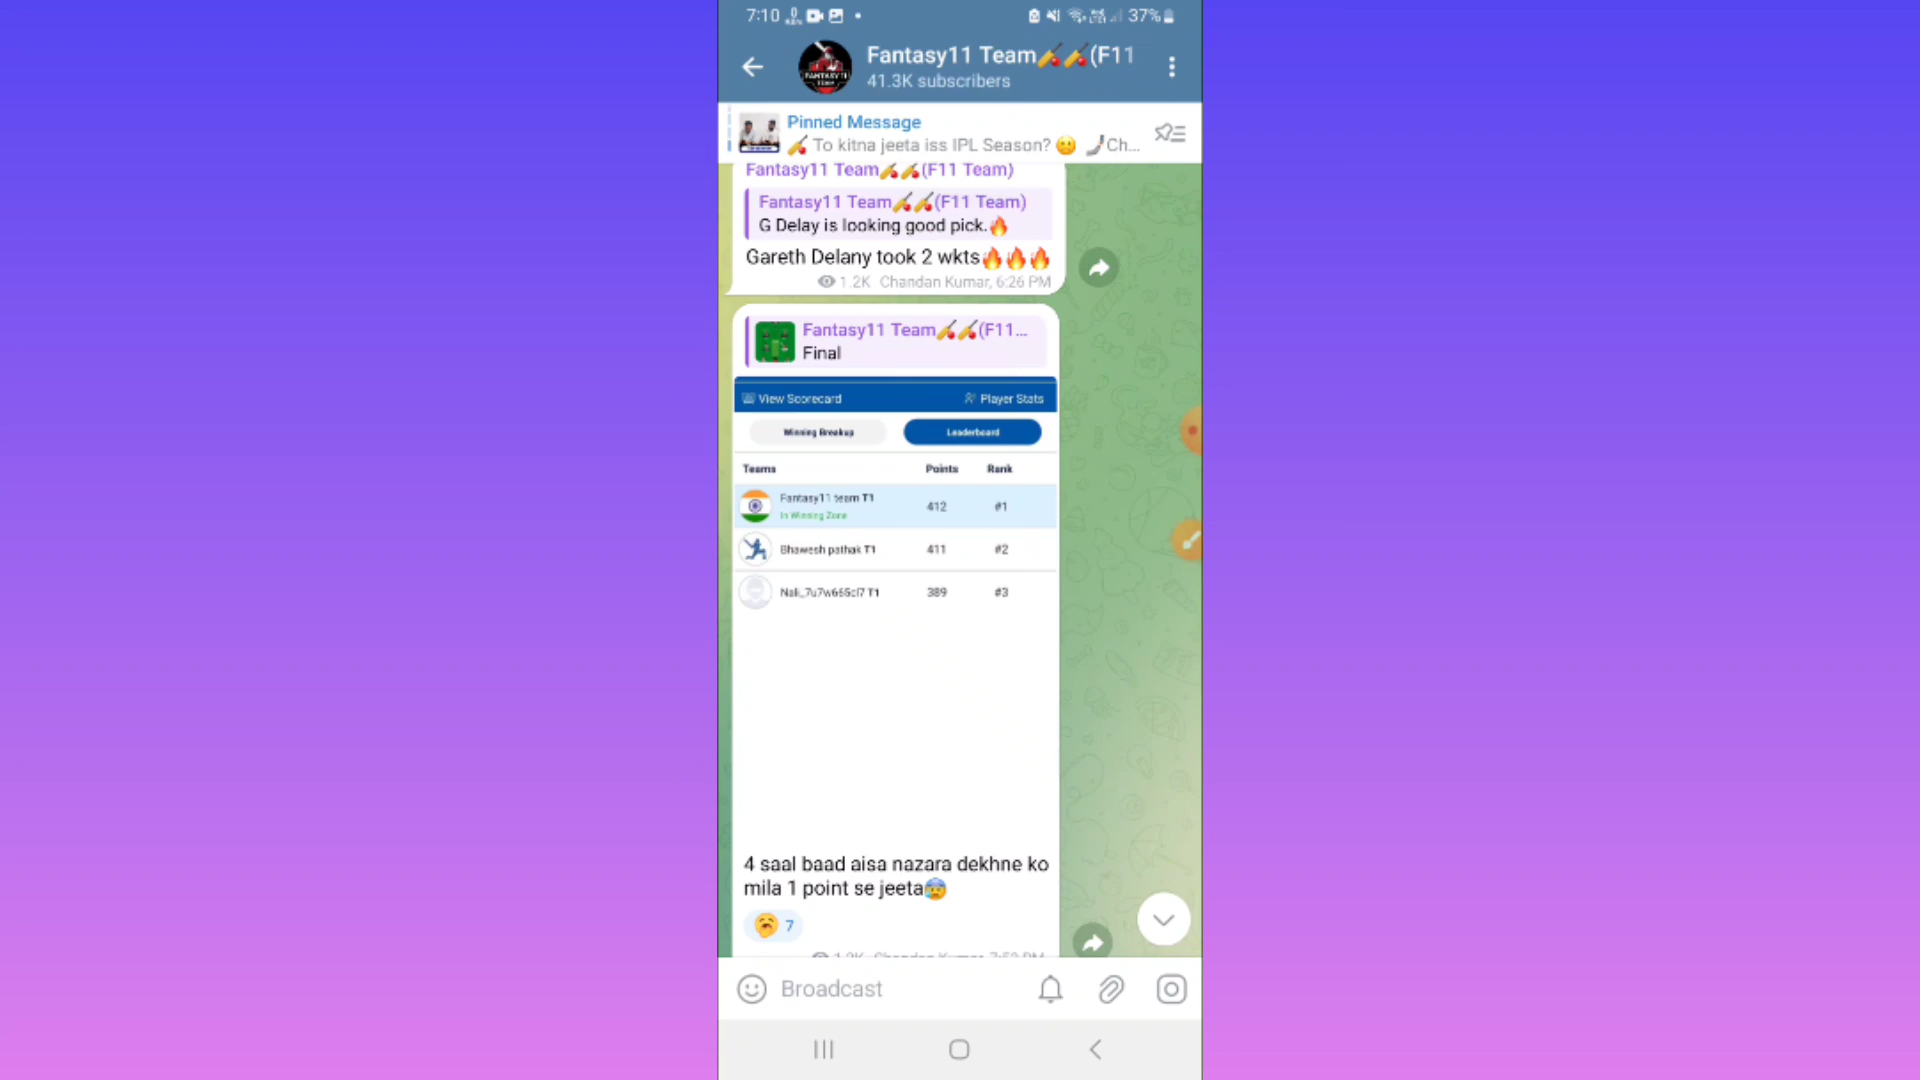 7:10
37%
Fantasy11 Team🏏🏏(F11
41.3K subscribers
Pinned Message
🏏 To kitna jeeta iss IPL Season? 🙁 🤳Ch...
Fantasy11 Team🏏🏏(F11 Team)
Fantasy11 Team🏏🏏(F11 Team)
G Delay is looking good pick.🔥
Gareth Delany took 2 wkts🔥🔥🔥
1.2K Chandan Kumar, 6:26 PM
Fantasy11 Team🏏🏏(F11...
Final
View Scorecard Player Stats
Winning Breakup Leaderboard
Teams Points Rank
Fantasy11 team T1 412 #1
In Winning Zone
Bhawesh pathak T1 411 #2
T1 389 #3
4 saal baad aisa nazara dekhne ko
mila 1 point se jeeta😰
7
Chandan Kumar
Broadcast